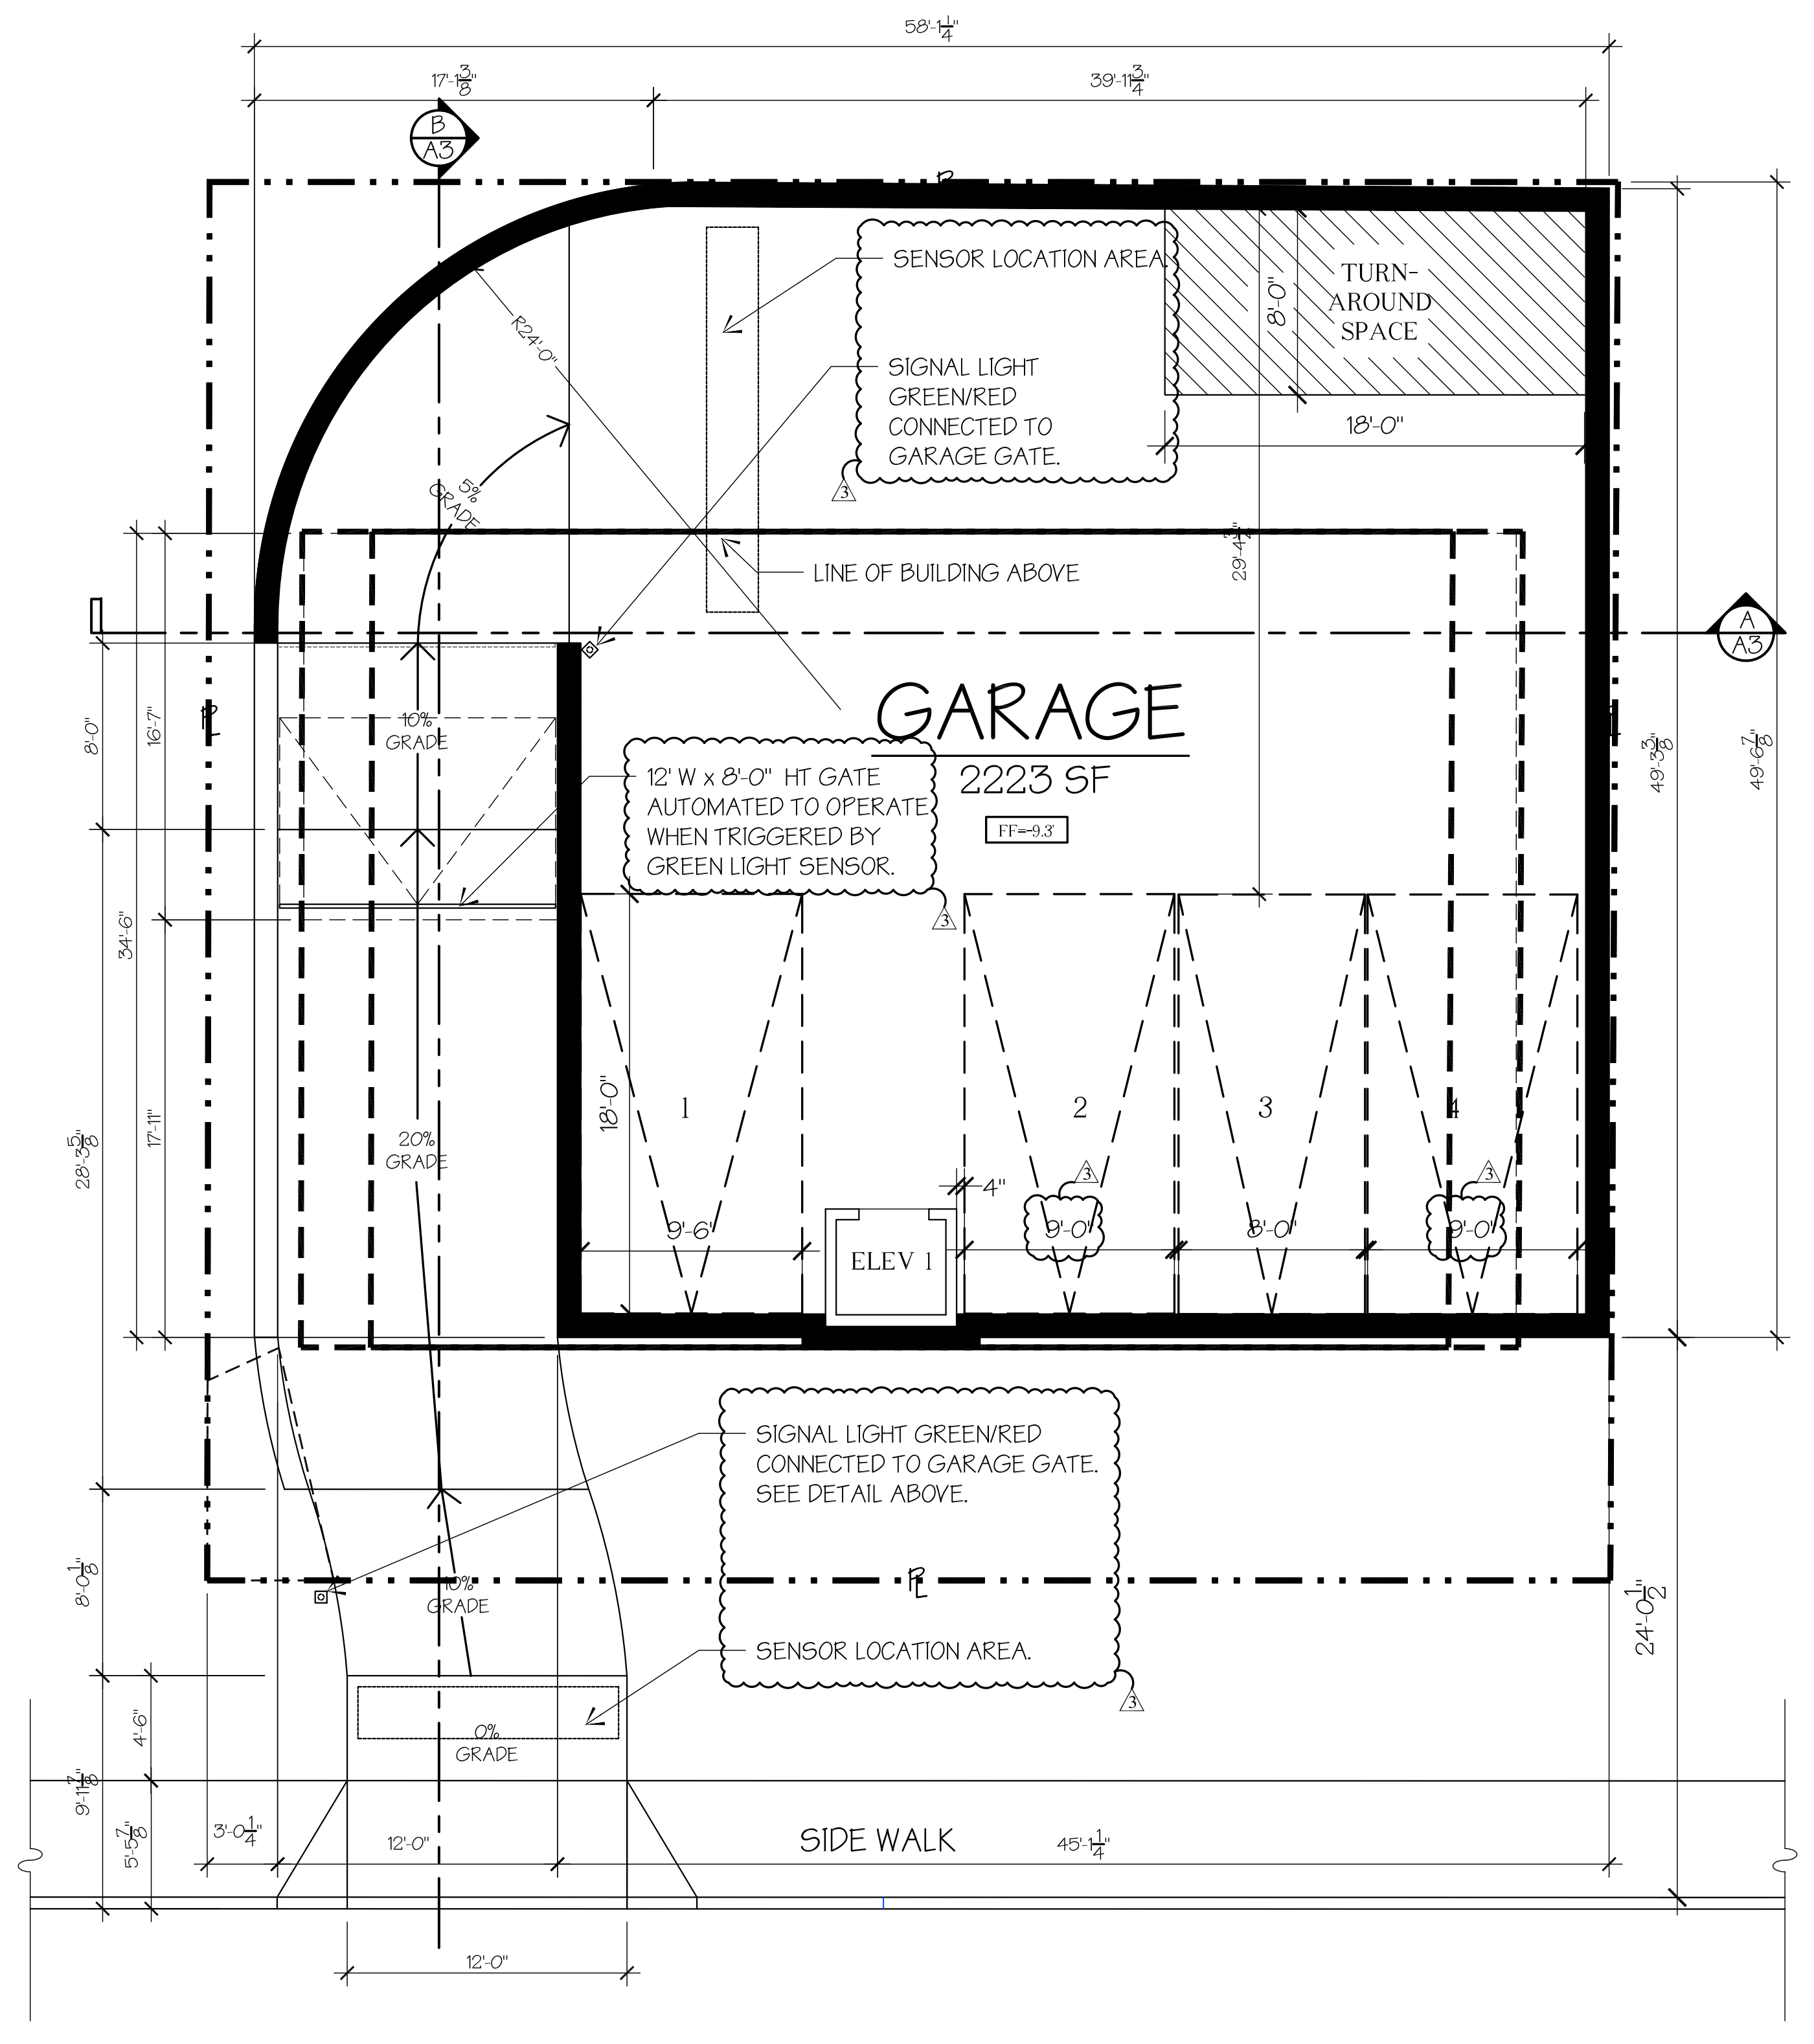 58'-1 1/4"
17'-1 3/8"
39'-11 3/4"
B
A3
SENSOR LOCATION AREA.
TURN-
AROUND
SPACE
8'-0"
R24'-0"
SIGNAL LIGHT
GREEN/RED
CONNECTED TO
GARAGE GATE.
18'-0"
3
5%
GRADE
29'-4 3/4"
LINE OF BUILDING ABOVE
A
A3
GARAGE
2223 SF
FF=-9.3'
10%
GRADE
8'-0"
16'-7"
49'-3 3/8"
49'-6 7/8"
12' W x 8'-0" HT GATE
AUTOMATED TO OPERATE
WHEN TRIGGERED BY
GREEN LIGHT SENSOR.
3
34'-6"
28'-3 5/8"
17'-11"
20%
GRADE
18'-0"
1
2
3
4
3
3
4"
9'-6"
9'-0"
8'-0"
9'-0"
ELEV 1
SIGNAL LIGHT GREEN/RED
CONNECTED TO GARAGE GATE.
SEE DETAIL ABOVE.
8'-0 1/8"
10%
GRADE
PL
24'-0 1/2"
SENSOR LOCATION AREA.
3
4'-6"
0%
GRADE
9'-11 7/8"
5'-5 7/8"
3'-0 1/4"
12'-0"
SIDE WALK
45'-1 1/4"
12'-0"